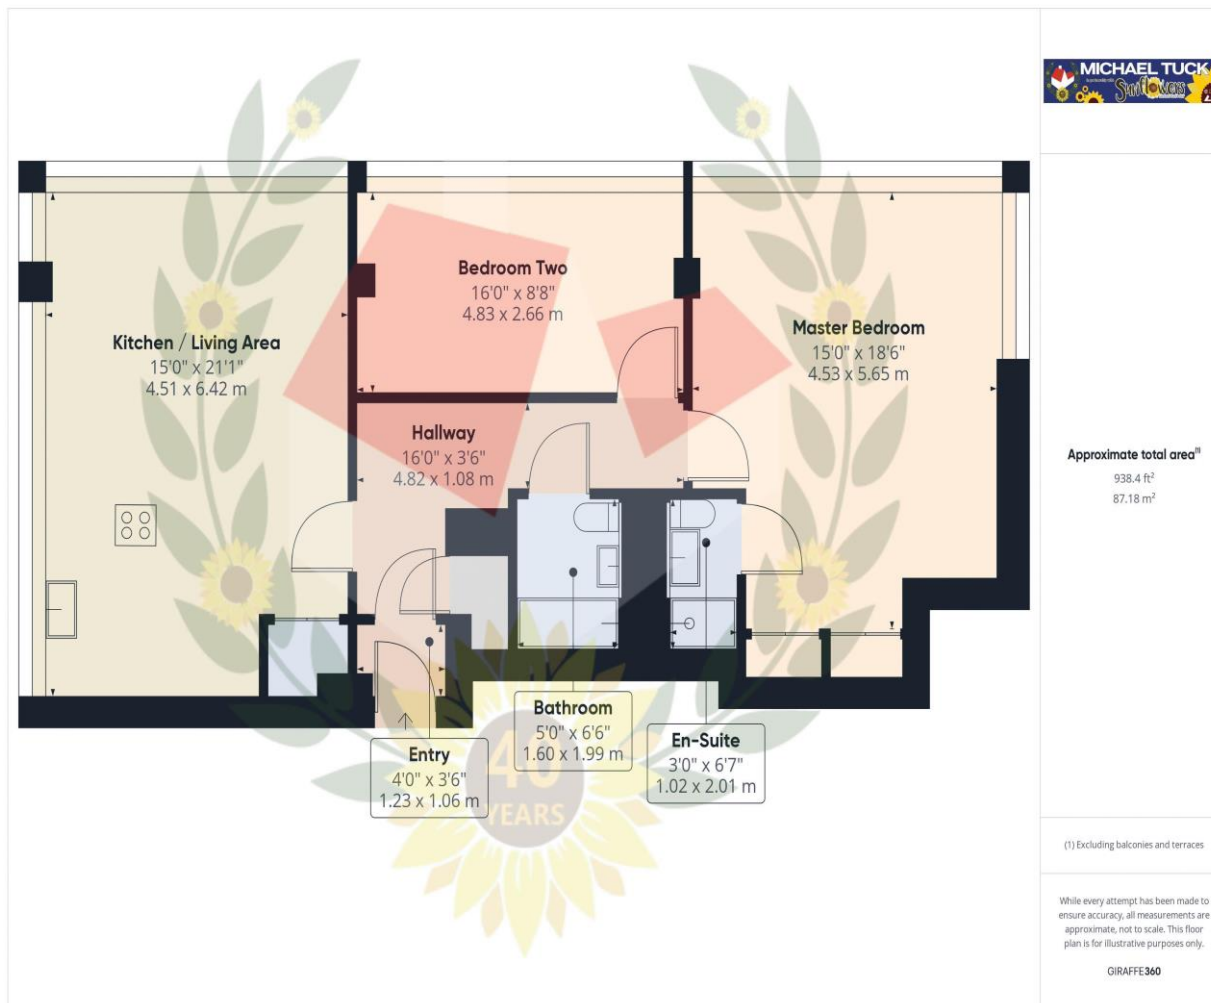 MICHAEL TUCK
Sunflowers
Bedroom Two
16'0" x 8'8"
4.83 x 2.66 m
Kitchen / Living Area
15'0" x 21'1"
4.51 x 6.42 m
Master Bedroom
15'0" x 18'6"
4.53 x 5.65 m
Hallway
16'0" x 3'6"
4.82 x 1.08 m
Bathroom
5'0" x 6'6"
1.60 x 1.99 m
En-Suite
3'0" x 6'7"
1.02 x 2.01 m
Entry
4'0" x 3'6"
1.23 x 1.06 m
40
YEARS
Approximate total area⁽¹⁾
938.4 ft²
87.18 m²
(1) Excluding balconies and terraces
While every attempt has been made to
ensure accuracy, all measurements are
approximate, not to scale. This floor
plan is for illustrative purposes only.
GIRAFFE360